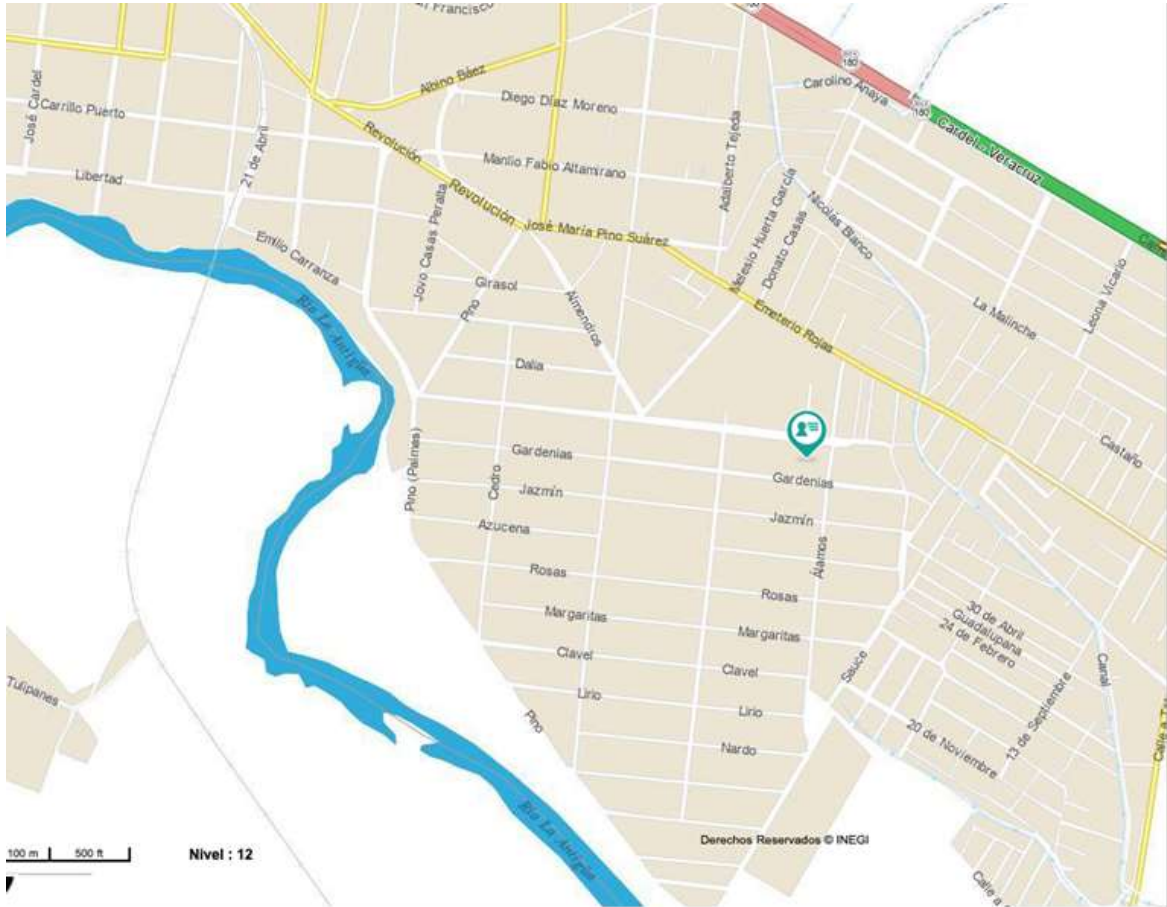 Francisco
180
Carolino Anaya
180
Albino Báez
Diego Díaz Moreno
José Cardel
Carrillo Puerto
Cardel - Veracruz
21 de Abril
Revolución
Manlio Fabio Altamirano
Adalberto Tejeda
Libertad
Revolución
José María Pino Suárez
Melesio Huerta García
Donato Casas
Nicolas Blanco
Emilio Carranza
Jovo Casas Peralta
Girasol
Pino
Almendros
Río La Antigua
Emeterio Rojas
La Malinche
Leona Vicario
Dalia
Castaño
Pino (Palmas)
Gardenias
Cedro
Gardenias
Jazmín
Jazmín
Azucena
Álamos
Rosas
Rosas
30 de Abril
Guadalupana
24 de Febrero
Margaritas
Margaritas
Clavel
Clavel
Sauce
Canal
Tulipanes
Lirio
Lirio
Pino
13 de Septiembre
20 de Noviembre
Nardo
Calle a
Río La Antigua
Derechos Reservados © INEGI
100 m
500 ft
Nivel : 12
Calle a